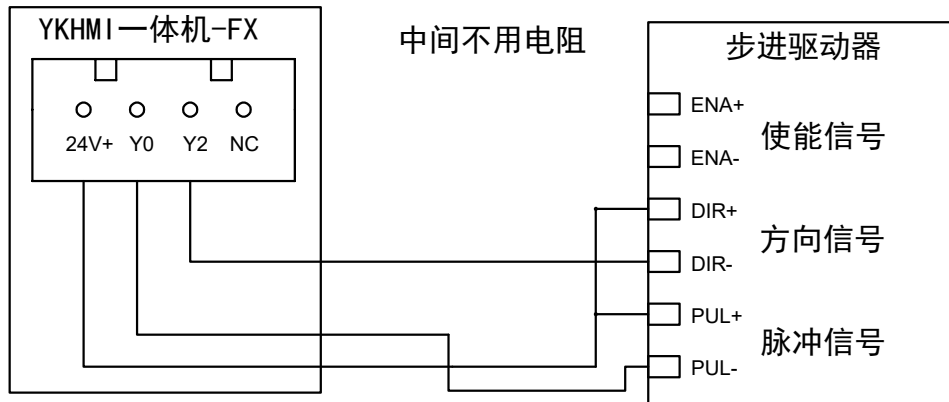 YKHMI一体机-FX
中间不用电阻
步进驱动器
24V+ Y0 Y2 NC
ENA+
使能信号
ENA-
DIR+
方向信号
DIR-
PUL+
脉冲信号
PUL-